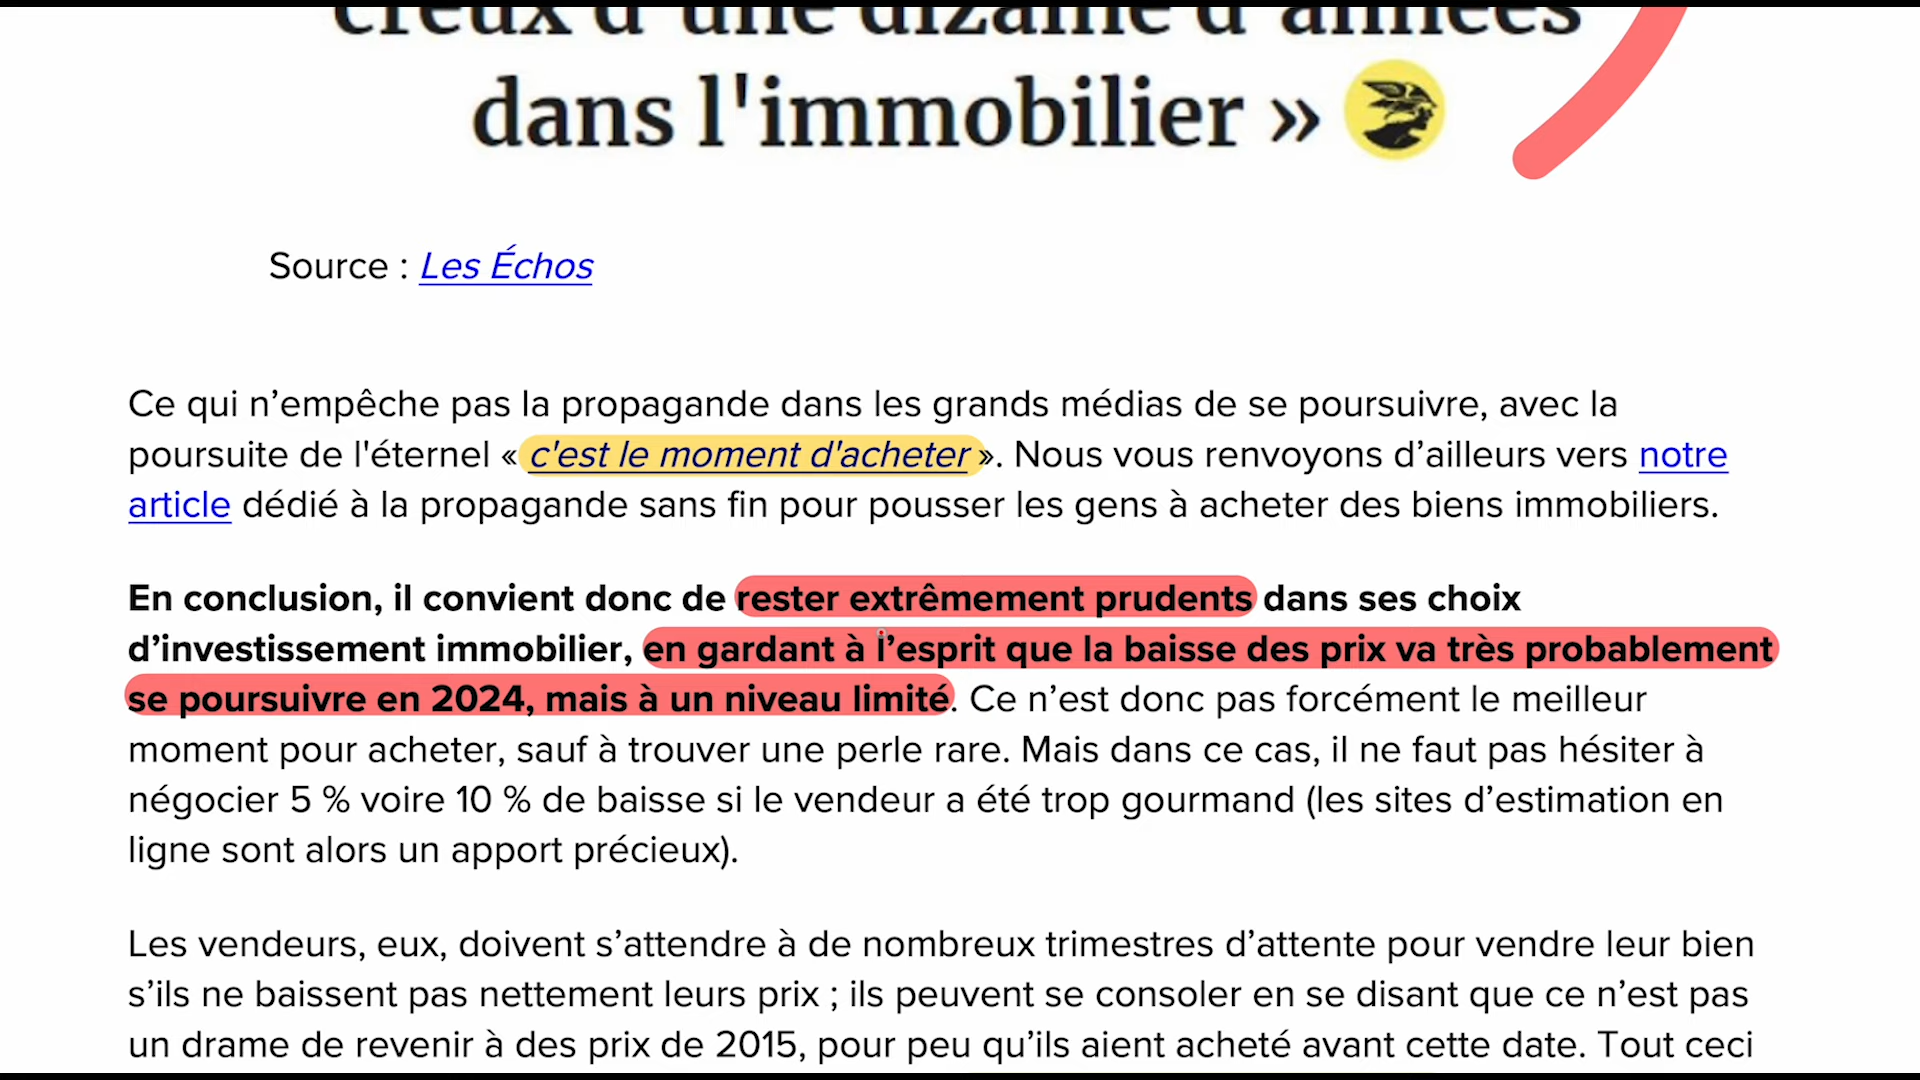 creux d'une dizaine d'années
dans l'immobilier »
Source : Les Échos
Ce qui n’empêche pas la propagande dans les grands médias de se poursuivre, avec la
poursuite de l'éternel « c'est le moment d'acheter ». Nous vous renvoyons d’ailleurs vers notre
article dédié à la propagande sans fin pour pousser les gens à acheter des biens immobiliers.
En conclusion, il convient donc de rester extrêmement prudents dans ses choix
d’investissement immobilier, en gardant à l’esprit que la baisse des prix va très probablement
se poursuivre en 2024, mais à un niveau limité. Ce n’est donc pas forcément le meilleur
moment pour acheter, sauf à trouver une perle rare. Mais dans ce cas, il ne faut pas hésiter à
négocier 5 % voire 10 % de baisse si le vendeur a été trop gourmand (les sites d’estimation en
ligne sont alors un apport précieux).
Les vendeurs, eux, doivent s’attendre à de nombreux trimestres d’attente pour vendre leur bien
s’ils ne baissent pas nettement leurs prix ; ils peuvent se consoler en se disant que ce n’est pas
un drame de revenir à des prix de 2015, pour peu qu’ils aient acheté avant cette date. Tout ceci